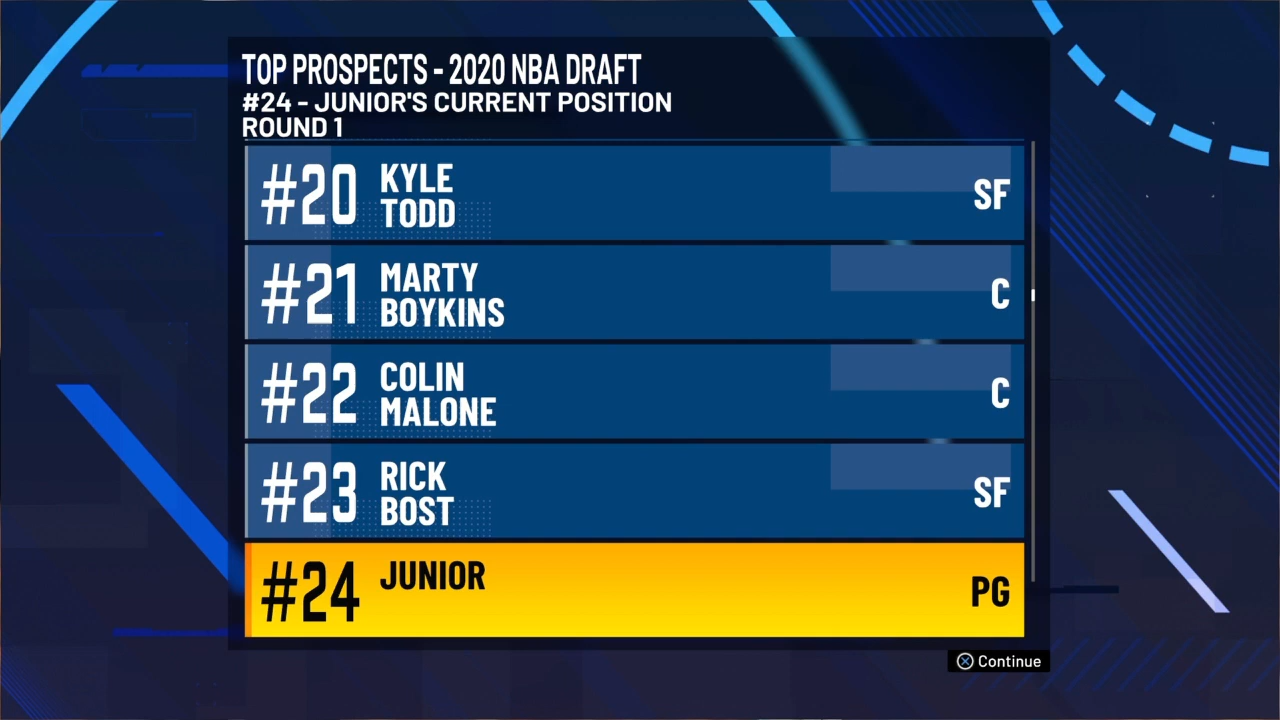 TOP PROSPECTS - 2020 NBA DRAFT
#24 - JUNIOR'S CURRENT POSITION
ROUND 1
#20 KYLE TODD SF
#21 MARTY BOYKINS C
#22 COLIN MALONE C
#23 RICK BOST SF
#24 JUNIOR PG
Continue